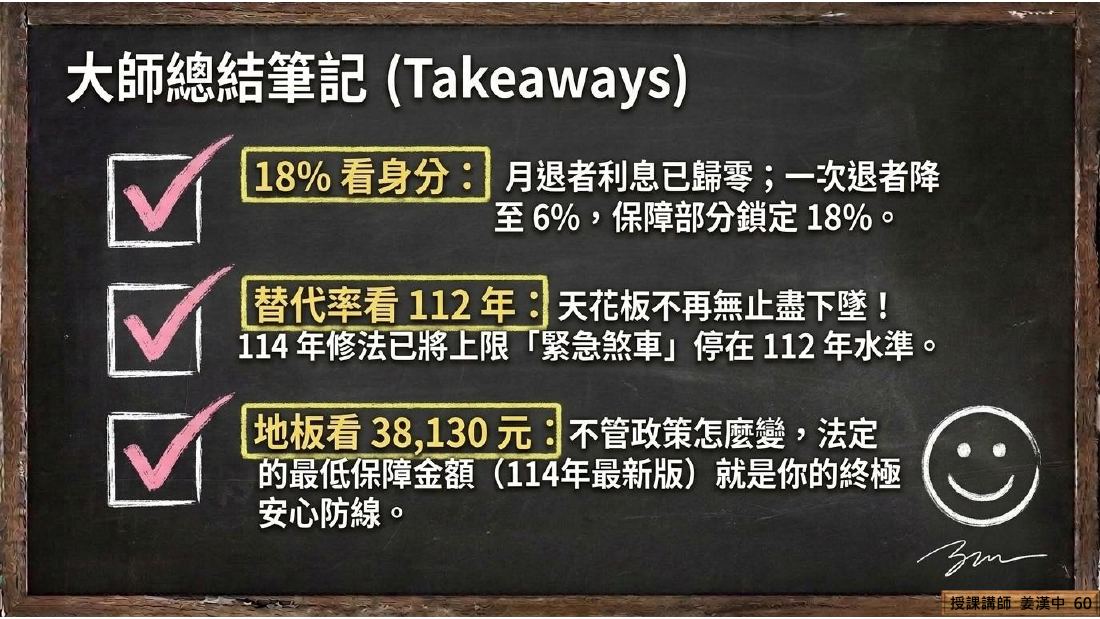 大師總結筆記 (Takeaways)
18% 看身分： 月退者利息已歸零；一次退者降
至 6%，保障部分鎖定 18%。
替代率看 112 年： 天花板不再無止盡下墜！
114 年修法已將上限「緊急煞車」停在 112 年水準。
地板看 38,130 元： 不管政策怎麼變，法定
的最低保障金額（114年最新版）就是你的終極
安心防線。
授課講師 姜漢中 60